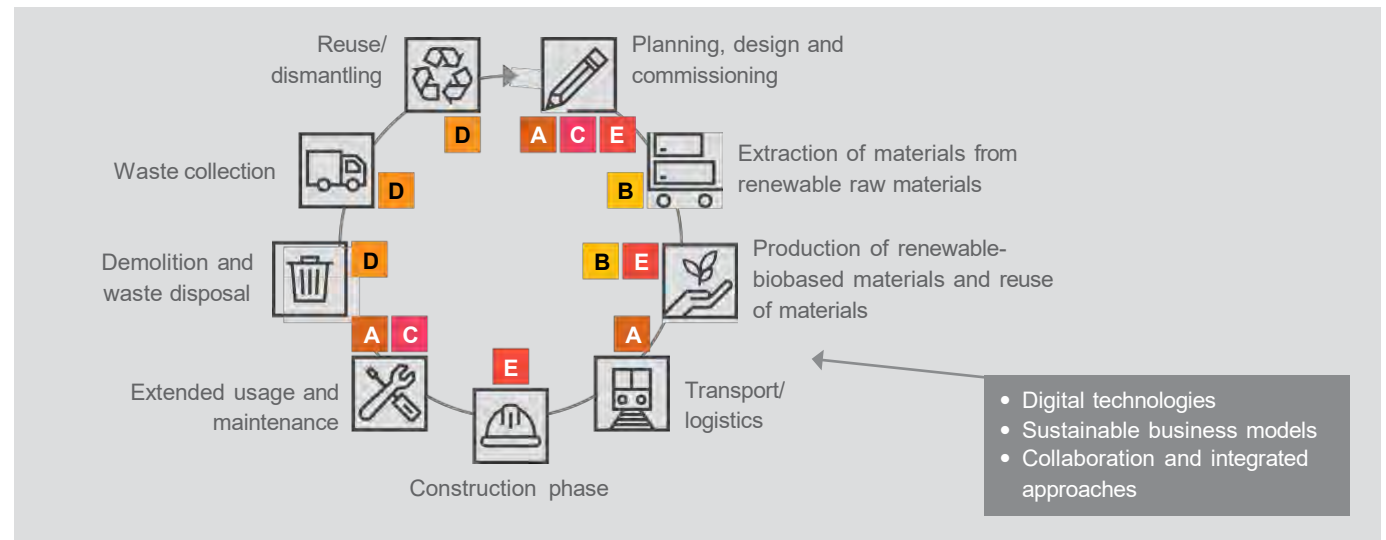 Reuse/
dismantling
D
Planning, design and
commissioning
A C E
Extraction of materials from
renewable raw materials
B
Production of renewable-
biobased materials and reuse
of materials
B E
Transport/
logistics
A
Construction phase
E
Extended usage and
maintenance
A C
Demolition and
waste disposal
D
Waste collection
D
• Digital technologies
• Sustainable business models
• Collaboration and integrated
approaches